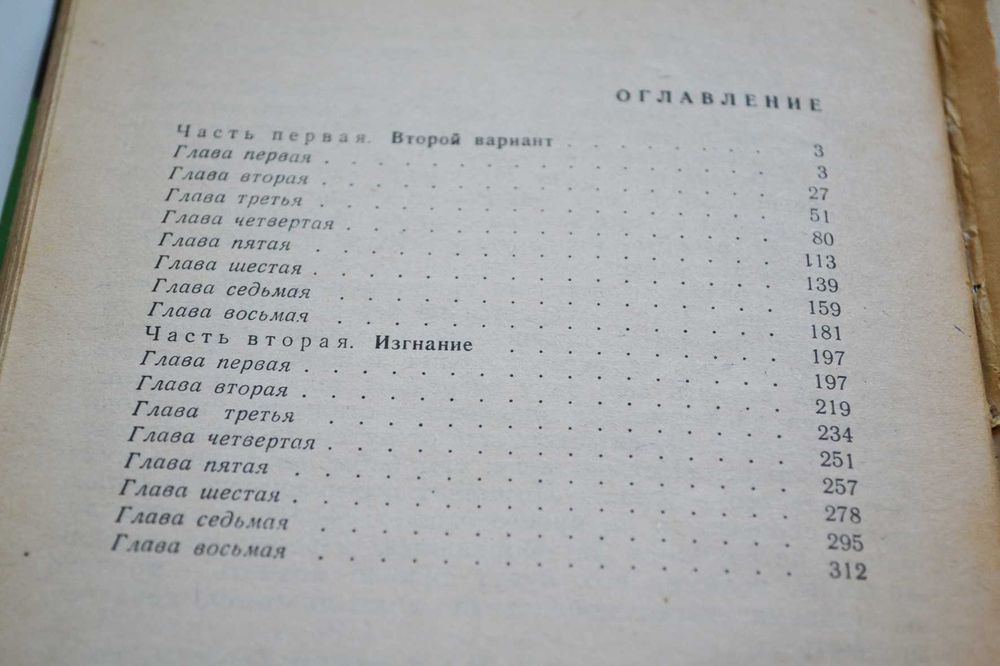 ОГЛАВЛЕНИЕ
Часть первая. Второй вариант . . . . . . . . 3
Глава первая . . . . . . . . . . . . . . . . 3
Глава вторая . . . . . . . . . . . . . . . . 27
Глава третья . . . . . . . . . . . . . . . . 51
Глава четвертая . . . . . . . . . . . . . . . 80
Глава пятая . . . . . . . . . . . . . . . . 113
Глава шестая . . . . . . . . . . . . . . . . 139
Глава седьмая . . . . . . . . . . . . . . . 159
Глава восьмая . . . . . . . . . . . . . . . 181
Часть вторая. Изгнание . . . . . . . . . . 197
Глава первая . . . . . . . . . . . . . . . . 197
Глава вторая . . . . . . . . . . . . . . . . 219
Глава третья . . . . . . . . . . . . . . . . 234
Глава четвертая . . . . . . . . . . . . . . . 251
Глава пятая . . . . . . . . . . . . . . . . 257
Глава шестая . . . . . . . . . . . . . . . . 278
Глава седьмая . . . . . . . . . . . . . . . 295
Глава восьмая . . . . . . . . . . . . . . . 312